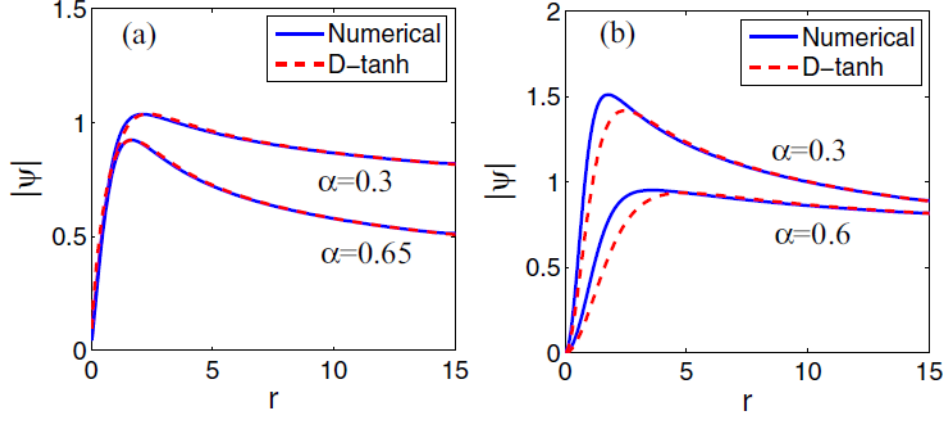 (a)
Numerical
D-tanh
|ψ|
1.5
1
0.5
0
α=0.3
α=0.65
0 5 10 15
r
(b)
Numerical
D-tanh
|ψ|
2
1.5
1
0.5
0
α=0.3
α=0.6
0 5 10 15
r